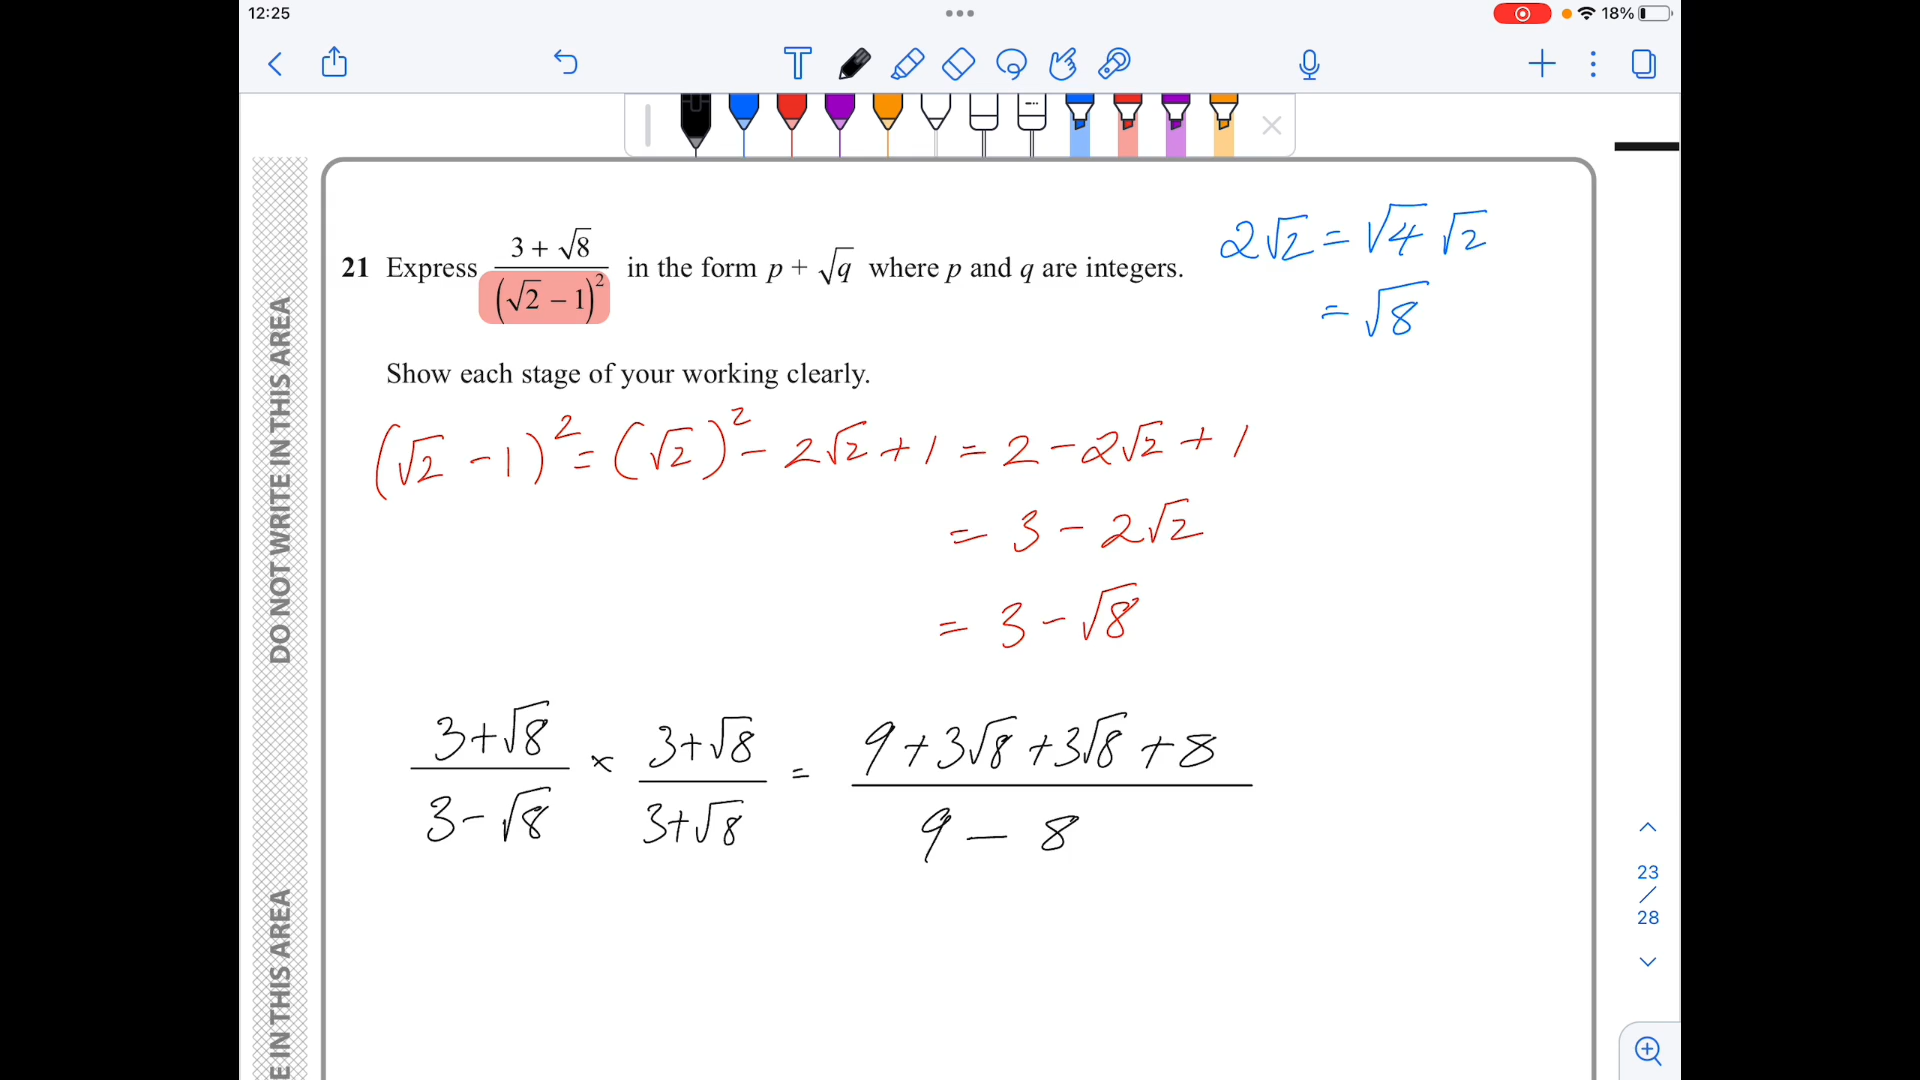 12:25
18%
T
21 Express (3 + √8)/(√2 − 1)² in the form p + √q where p and q are integers.
2√2 = √4 √2
= √8
Show each stage of your working clearly.
(√2 − 1)² = (√2)² − 2√2 + 1 = 2 − 2√2 + 1
= 3 − 2√2
= 3 − √8
(3+√8)/(3−√8) × (3+√8)/(3+√8) = (9 + 3√8 + 3√8 + 8)/(9 − 8)
DO NOT WRITE IN THIS AREA
E IN THIS AREA
23
/
28